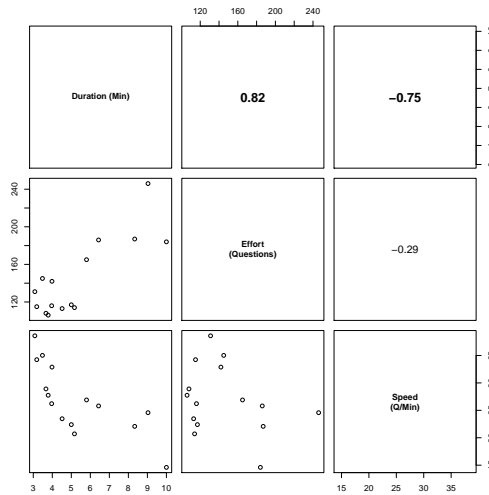 120 160 200 240
Duration (Min)
0.82
−0.75
120 160 200 240
Effort
(Questions)
−0.29
Speed
(Q/Min)
3 4 5 6 7 8 9 10
15 20 25 30 35